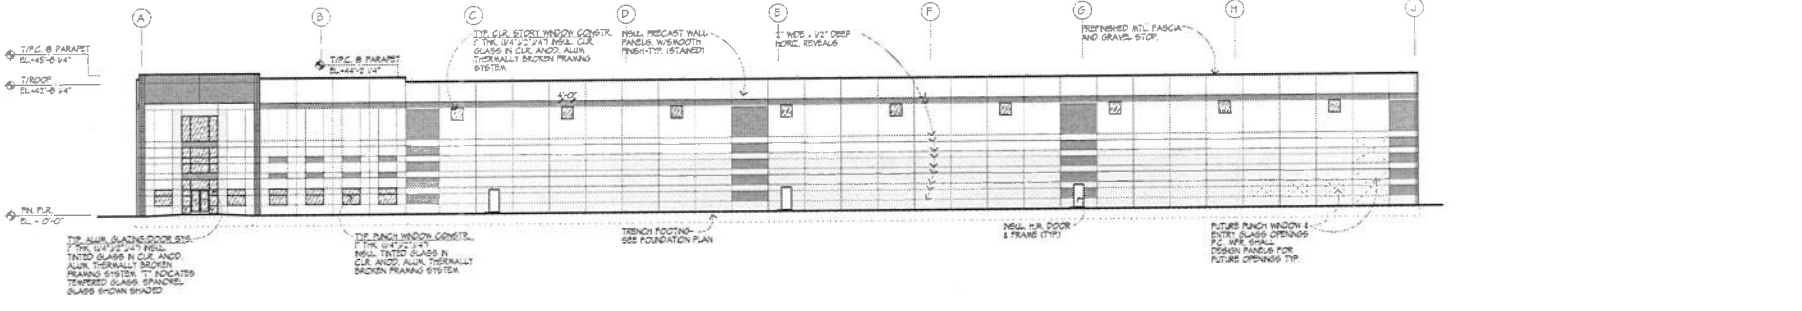 A
B
C
D
E
F
G
H
J
T/P.C. @ PARAPET
EL.=45'-8 1/4"
T/ROOF
EL.=42'-8 1/4"
T/P.C. @ PARAPET
EL.=44'-2 1/4"
TYP. CLR. STORY WINDOW CONSTR.
1" THK. (1/4"1/2"1/4") INSUL. CLR.
GLASS IN CLR. ANOD. ALUM.
THERMALLY BROKEN FRAMING
SYSTEM
INSUL. PRECAST WALL
PANELS. W/SMOOTH
FINISH-TYP. (STAINED)
2" WIDE x 1/2" DEEP
HORIZ. REVEALS
PREFINISHED MTL. FASCIA
AND GRAVEL STOP.
4'-0"
FIN. FLR.
EL. = 0'-0"
TYP. ALUM. GLAZING/DOOR SYS.
1" THK. (1/4"1/2"1/4") INSUL.
TINTED GLASS IN CLR. ANOD.
ALUM. THERMALLY BROKEN
FRAMING SYSTEM. "T" INDICATES
TEMPERED GLASS. SPANDREL
GLASS SHOWN SHADED.
TYP. PUNCH WINDOW CONSTR.
1" THK. (1/4"1/2"1/4")
INSUL. TINTED GLASS IN
CLR. ANOD. ALUM. THERMALLY
BROKEN FRAMING SYSTEM
TRENCH FOOTING-
SEE FOUNDATION PLAN
INSUL. H.M. DOOR
& FRAME (TYP.)
FUTURE PUNCH WINDOW &
ENTRY GLASS OPENINGS
P.C. MFR. SHALL
DESIGN PANELS FOR
FUTURE OPENINGS TYP.